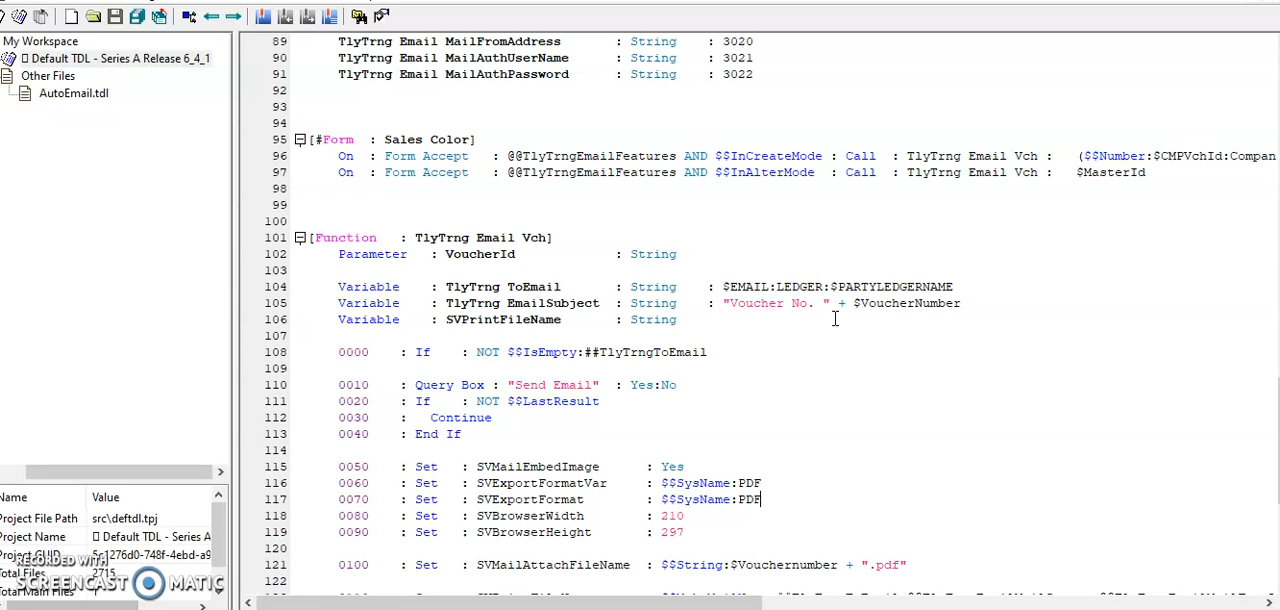 My Workspace
Default TDL - Series A Release 6_4_1
Other Files
AutoEmail.tdl
89 TlyTrng Email MailFromAddress : String : 3020
90 TlyTrng Email MailAuthUserName : String : 3021
91 TlyTrng Email MailAuthPassword : String : 3022
92
93
94
95 [#Form : Sales Color]
96 On : Form Accept : @@TlyTrngEmailFeatures AND $$InCreateMode : Call : TlyTrng Email Vch : ($$Number:$CMPVchId:Compan
97 On : Form Accept : @@TlyTrngEmailFeatures AND $$InAlterMode : Call : TlyTrng Email Vch : $MasterId
98
99
100
101 [Function : TlyTrng Email Vch]
102 Parameter : VoucherId : String
103
104 Variable : TlyTrng ToEmail : String : $EMAIL:LEDGER:$PARTYLEDGERNAME
105 Variable : TlyTrng EmailSubject : String : "Voucher No. " + $VoucherNumber
106 Variable : SVPrintFileName : String
107
108 0000 : If : NOT $$IsEmpty:##TlyTrngToEmail
109
110 0010 : Query Box : "Send Email" : Yes:No
111 0020 : If : NOT $$LastResult
112 0030 : Continue
113 0040 : End If
114
115 0050 : Set : SVMailEmbedImage : Yes
116 0060 : Set : SVExportFormatVar : $$SysName:PDF
117 0070 : Set : SVExportFormat : $$SysName:PDF
118 0080 : Set : SVBrowserWidth : 210
119 0090 : Set : SVBrowserHeight : 297
120
121 0100 : Set : SVMailAttachFileName : $$String:$Vouchernumber + ".pdf"
122
Name Value
Project File Path src\deftdl.tpj
Project Name Default TDL - Series A
Project GUID 5c1276d0-748f-4ebd-a9
Total Files 2715
RECORDED WITH
SCREENCAST MATIC